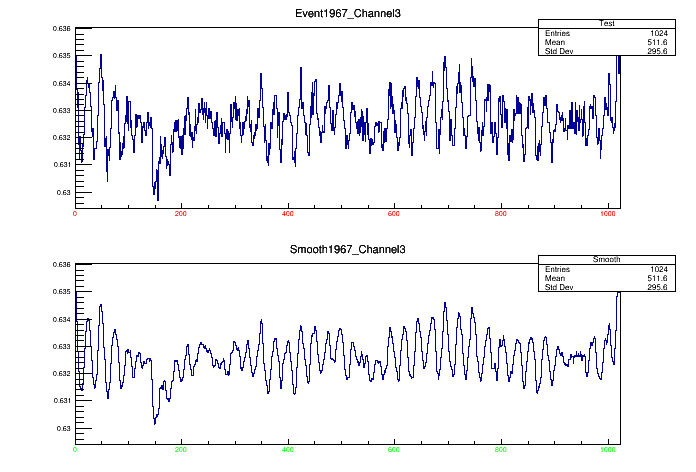 Event1967_Channel3
Test
Entries 1024
Mean 511.6
Std Dev 295.6
0.636
0.635
0.634
0.633
0.632
0.631
0.63
0 200 400 600 800 1000
Smooth1967_Channel3
Smooth
Entries 1024
Mean 511.6
Std Dev 295.6
0.636
0.635
0.634
0.633
0.632
0.631
0.63
0 200 400 600 800 1000